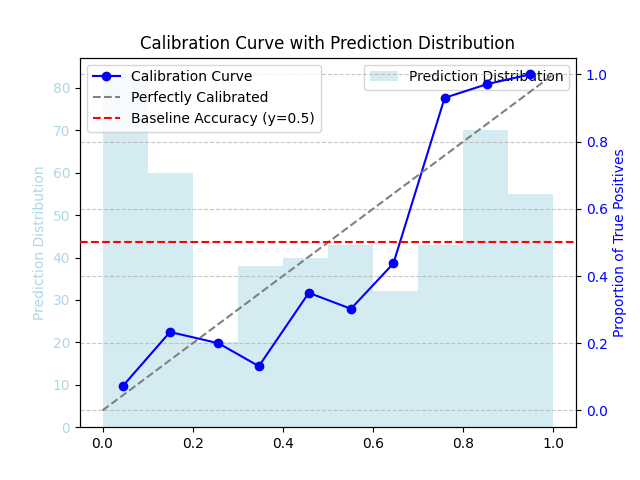 Calibration Curve with Prediction Distribution
Calibration Curve
Perfectly Calibrated
Baseline Accuracy (y=0.5)
Prediction Distribution
Prediction Distribution
80
70
60
50
40
30
20
10
0
1.0
0.8
0.6
0.4
0.2
0.0
Proportion of True Positives
0.0 0.2 0.4 0.6 0.8 1.0